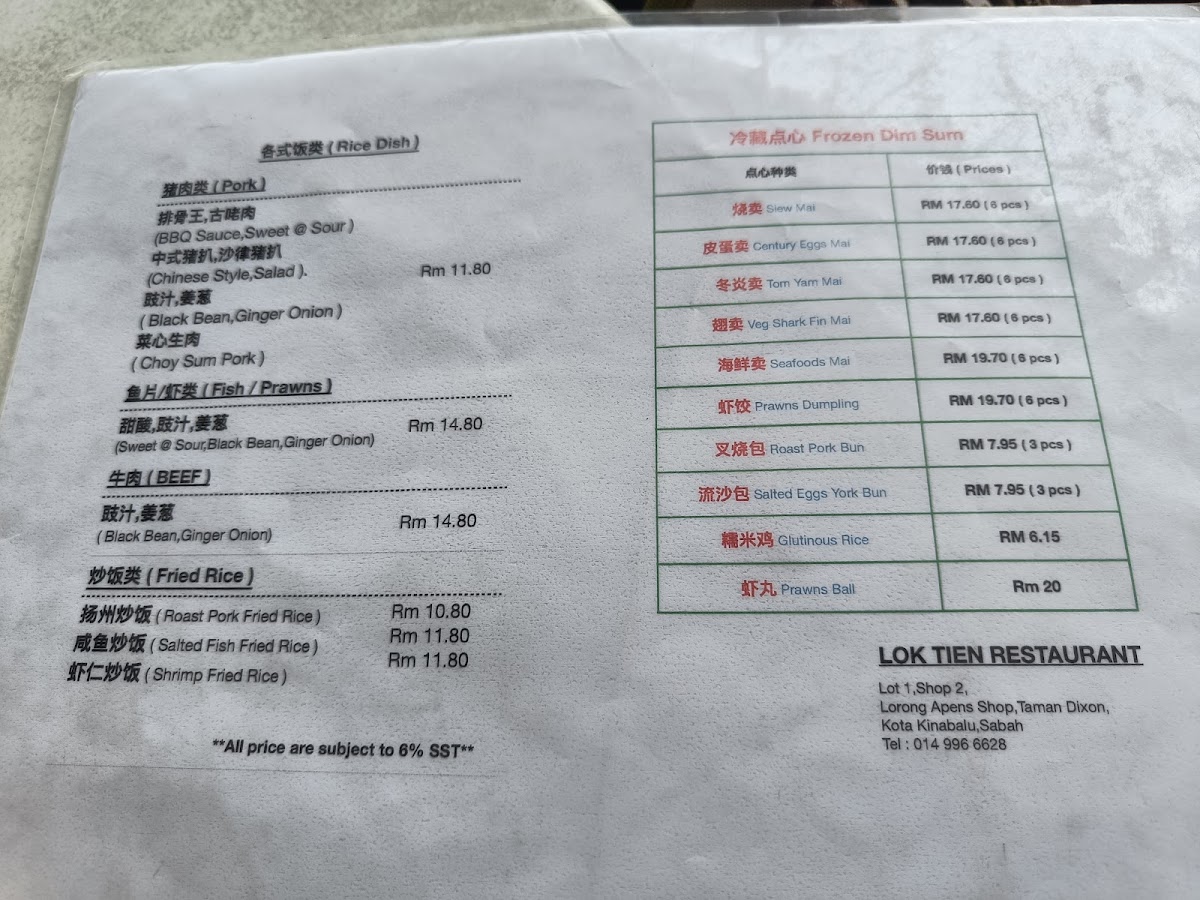 各式饭类 ( Rice Dish )
猪肉类 ( Pork )
排骨王,古咾肉
(BBQ Sauce,Sweet @ Sour )
中式猪扒,沙律猪扒
(Chinese Style,Salad ).
Rm 11.80
豉汁,姜葱
( Black Bean,Ginger Onion )
菜心生肉
( Choy Sum Pork )
鱼片/虾类 ( Fish / Prawns )
甜酸,豉汁,姜葱
(Sweet @ Sour,Black Bean,Ginger Onion)
Rm 14.80
牛肉 ( BEEF )
豉汁,姜葱
( Black Bean,Ginger Onion)
Rm 14.80
炒饭类 ( Fried Rice )
扬州炒饭 ( Roast Pork Fried Rice ) Rm 10.80
咸鱼炒饭 ( Salted Fish Fried Rice ) Rm 11.80
虾仁炒饭 ( Shrimp Fried Rice ) Rm 11.80
**All price are subject to 6% SST**
冷藏点心 Frozen Dim Sum
点心种类 价钱 ( Prices )
烧卖 Siew Mai RM 17.60 ( 6 pcs )
皮蛋卖 Century Eggs Mai RM 17.60 ( 6 pcs )
冬炎卖 Tom Yam Mai RM 17.60 ( 6 pcs )
翅卖 Veg Shark Fin Mai RM 17.60 ( 6 pcs )
海鲜卖 Seafoods Mai RM 19.70 ( 6 pcs )
虾饺 Prawns Dumpling RM 19.70 ( 6 pcs )
叉烧包 Roast Pork Bun RM 7.95 ( 3 pcs )
流沙包 Salted Eggs York Bun RM 7.95 ( 3 pcs )
糯米鸡 Glutinous Rice RM 6.15
虾丸 Prawns Ball Rm 20
LOK TIEN RESTAURANT
Lot 1,Shop 2,
Lorong Apens Shop,Taman Dixon,
Kota Kinabalu,Sabah
Tel : 014 996 6628